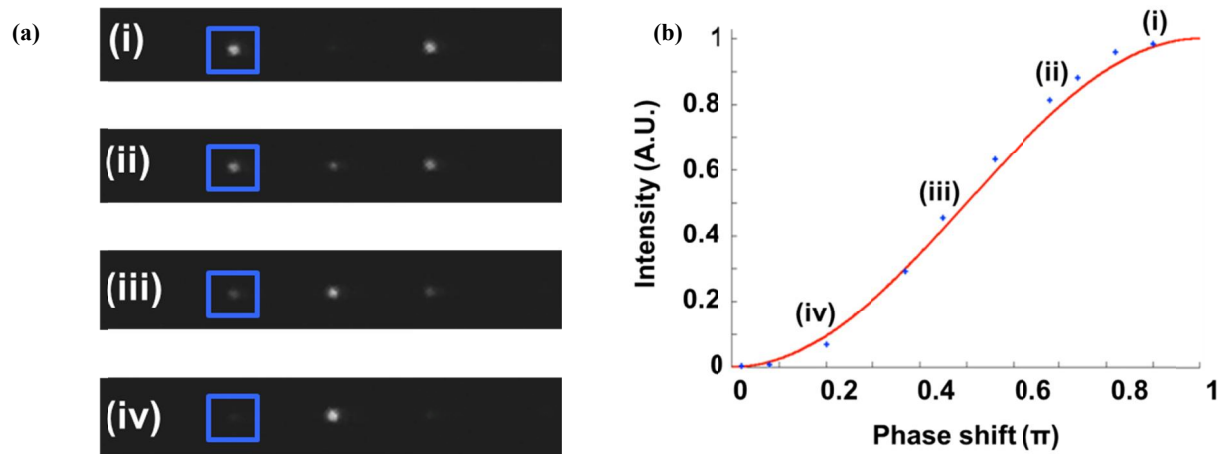 (a)
(i)
(ii)
(iii)
(iv)
(b)
Intensity (A.U.)
1
0.8
0.6
0.4
0.2
0
(i)
(ii)
(iii)
(iv)
0 0.2 0.4 0.6 0.8 1
Phase shift (π)